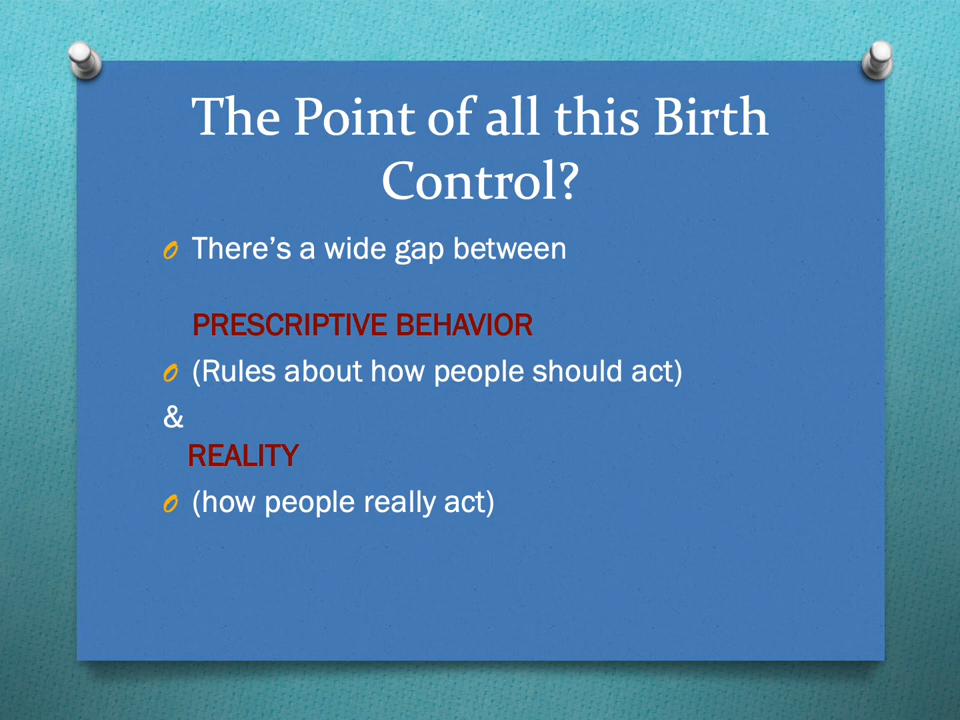 The Point of all this Birth
Control?
There’s a wide gap between
PRESCRIPTIVE BEHAVIOR
(Rules about how people should act)
&
REALITY
(how people really act)